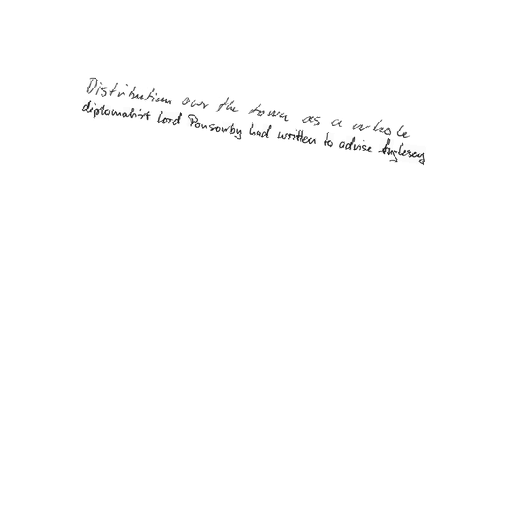 Distribution over the town as a whole
diplomatist Lord Ponsonby had written to advise Anglesey